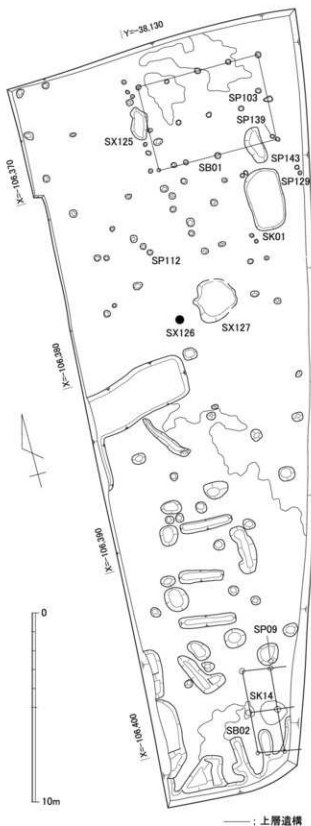 Y=-38,130
SP103
SP139
SX125
SP143
SB01
SP129
X=-106,370
SK01
SP112
SX127
SX126
X=-106,380
X=-106,390
SP09
0
SK14
X=-106,400
SB02
10m
：上層遺構